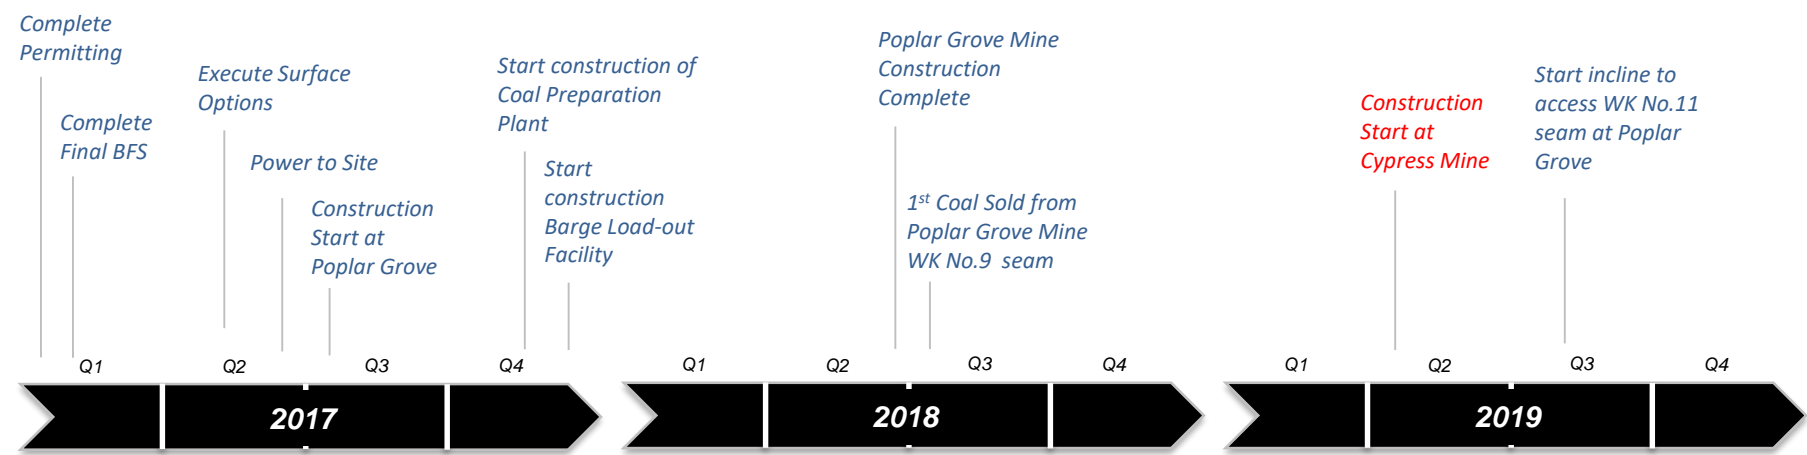 Complete
Permitting
Complete
Final BFS
Execute Surface
Options
Power to Site
Construction
Start at
Poplar Grove
Start construction of
Coal Preparation
Plant
Start
construction
Barge Load-out
Facility
Poplar Grove Mine
Construction
Complete
1st Coal Sold from
Poplar Grove Mine
WK No.9 seam
Construction
Start at
Cypress Mine
Start incline to
access WK No.11
seam at Poplar
Grove
Q1 Q2 Q3 Q4 Q1 Q2 Q3 Q4 Q1 Q2 Q3 Q4
2017 2018 2019